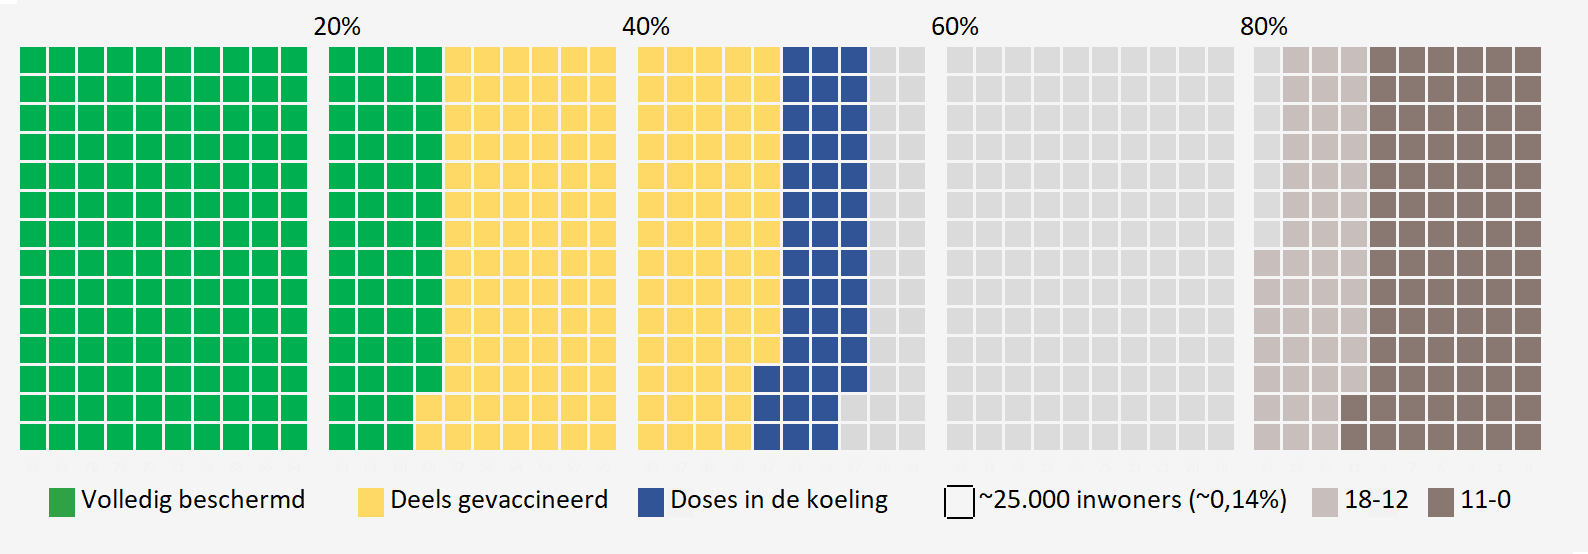 20% 40% 60% 80%
Volledig beschermd Deels gevaccineerd Doses in de koeling ~25.000 inwoners (~0,14%) 18-12 11-0